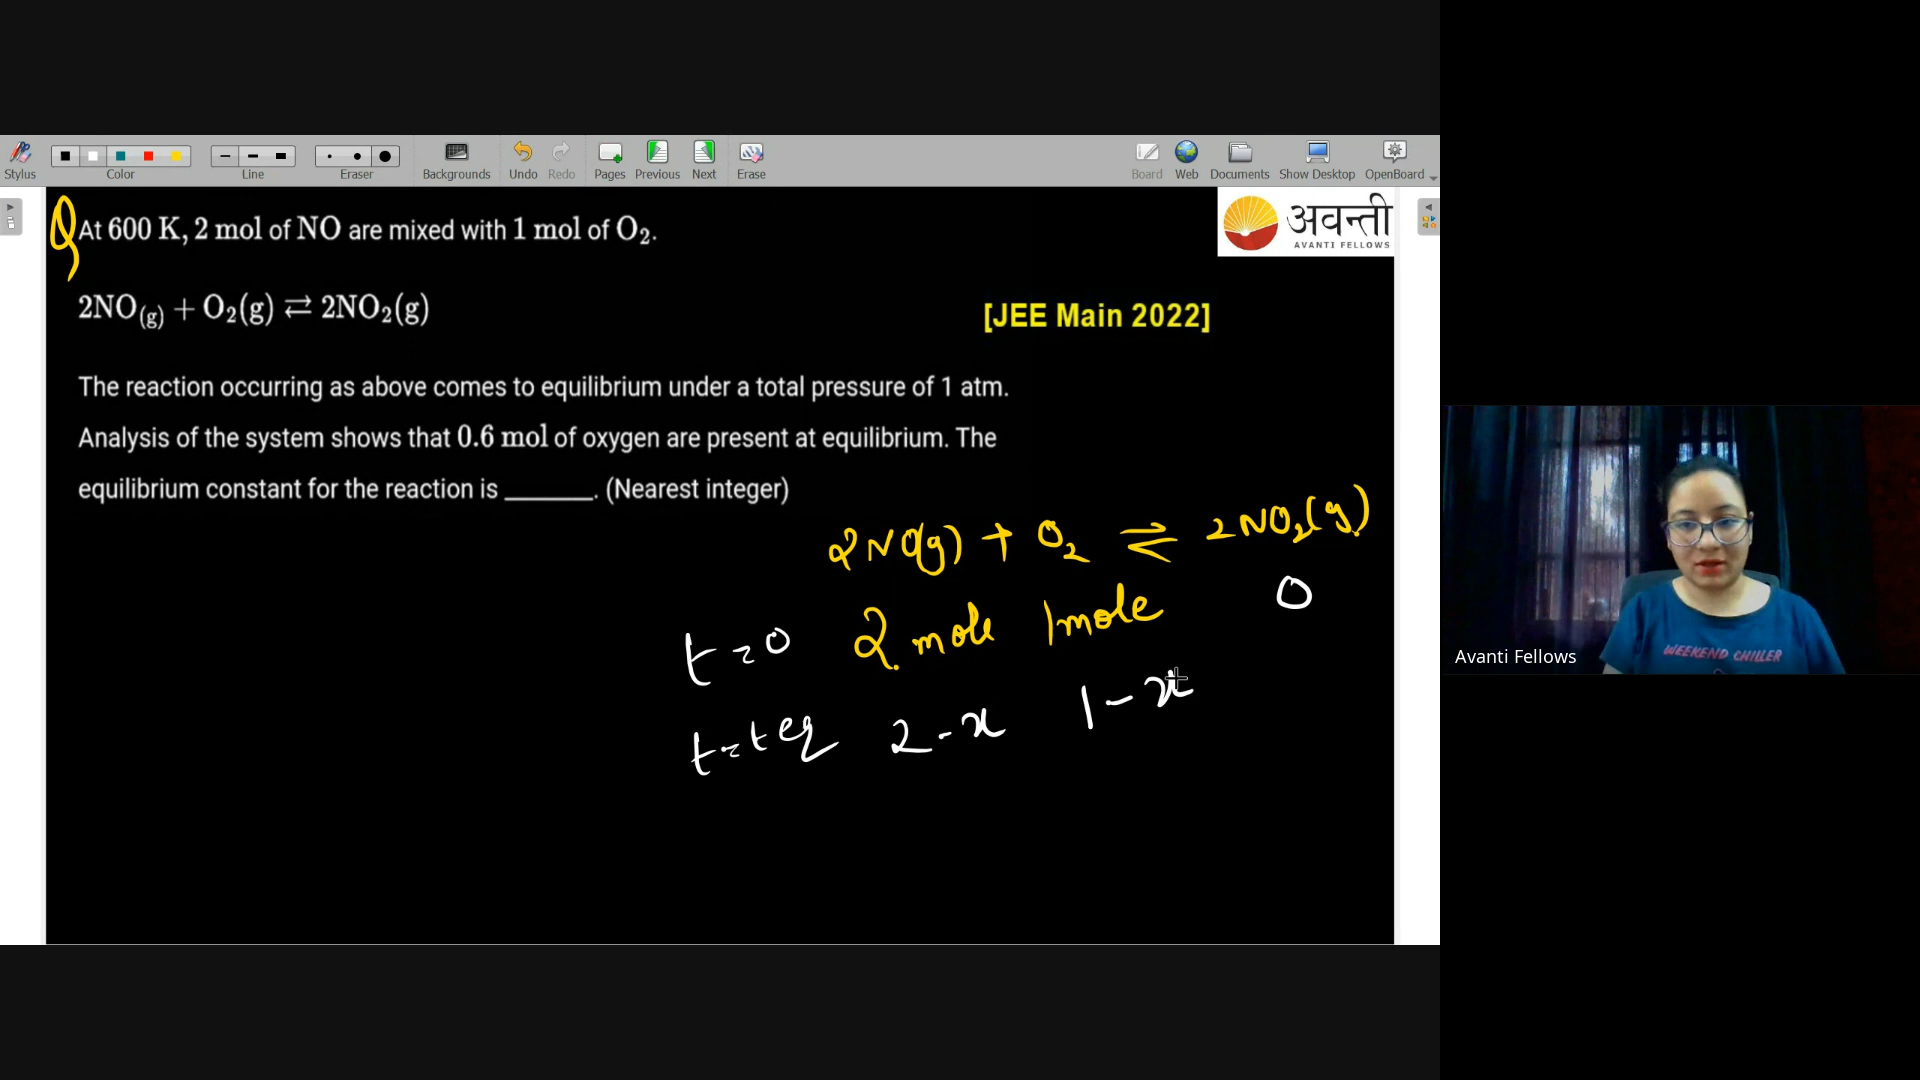 Stylus
Color
Line
Eraser
Backgrounds
Undo
Redo
Pages
Previous
Next
Erase
Board
Web
Documents
Show Desktop
OpenBoard
Q At 600 K, 2 mol of NO are mixed with 1 mol of O₂.
अवन्ती
AVANTI FELLOWS
2NO(g) + O₂(g) ⇌ 2NO₂(g)
[JEE Main 2022]
The reaction occurring as above comes to equilibrium under a total pressure of 1 atm.
Analysis of the system shows that 0.6 mol of oxygen are present at equilibrium. The
equilibrium constant for the reaction is ______. (Nearest integer)
2NO(g) + O₂ ⇌ 2NO₂(g)
t=0 2 mole 1mole 0
t=teq 2-x 1-x
WEEKEND CHILLER
Avanti Fellows